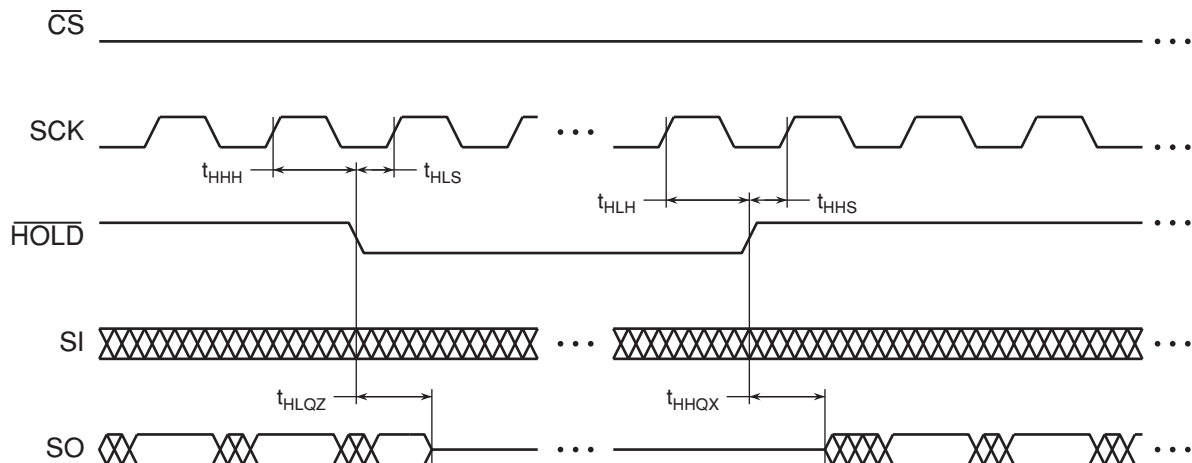 CS
SCK
tHHH
tHLS
tHLH
tHHS
HOLD
SI
tHLQZ
tHHQX
SO